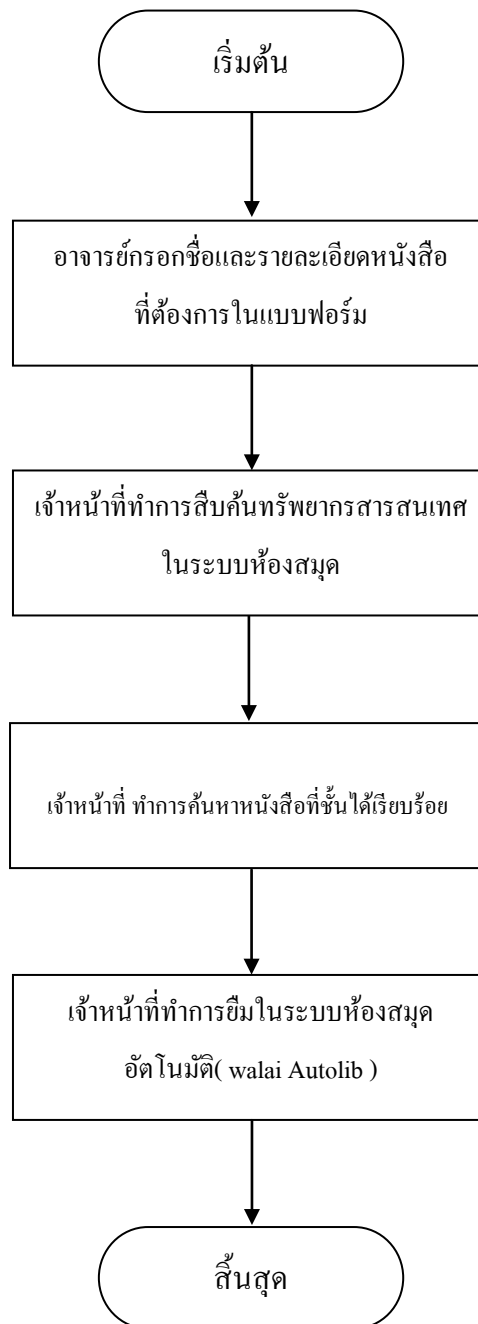 เริ่มต้น
อาจารย์กรอกชื่อและรายละเอียดหนังสือ
ที่ต้องการในแบบฟอร์ม
เจ้าหน้าที่ทำการสืบค้นทรัพยากรสารสนเทศ
ในระบบห้องสมุด
เจ้าหน้าที่ ทำการค้นหาหนังสือที่ชั้นได้เรียบร้อย
เจ้าหน้าที่ทำการยืมในระบบห้องสมุด
อัตโนมัติ( walai Autolib )
สิ้นสุด